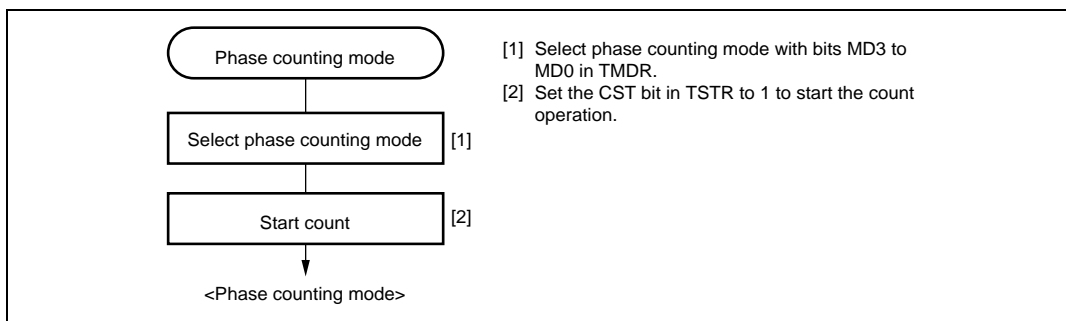 Phase counting mode
Select phase counting mode [1]
Start count [2]
<Phase counting mode>
[1] Select phase counting mode with bits MD3 to
MD0 in TMDR.
[2] Set the CST bit in TSTR to 1 to start the count
operation.